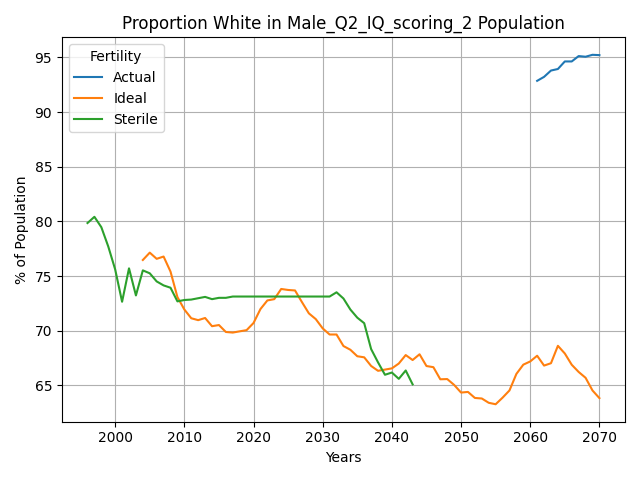 Proportion White in Male_Q2_IQ_scoring_2 Population
Fertility
Actual
Ideal
Sterile
% of Population
95
90
85
80
75
70
65
2000
2010
2020
2030
2040
2050
2060
2070
Years